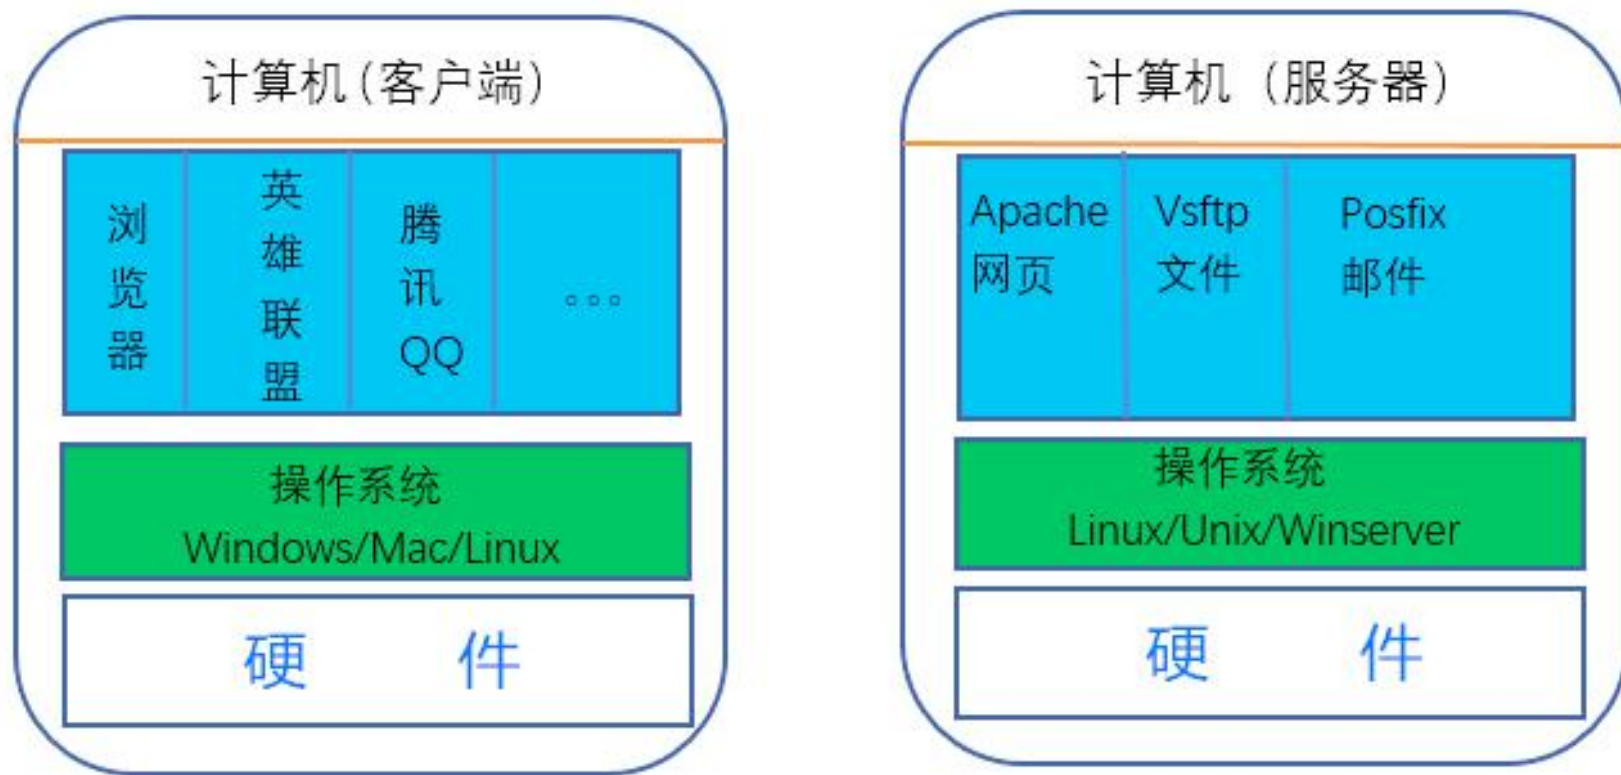 计算机(客户端)
浏览器
英雄联盟
腾讯QQ
。。。
操作系统
Windows/Mac/Linux
硬 件
计算机（服务器）
Apache
网页
Vsftp
文件
Posfix
邮件
操作系统
Linux/Unix/Winserver
硬 件